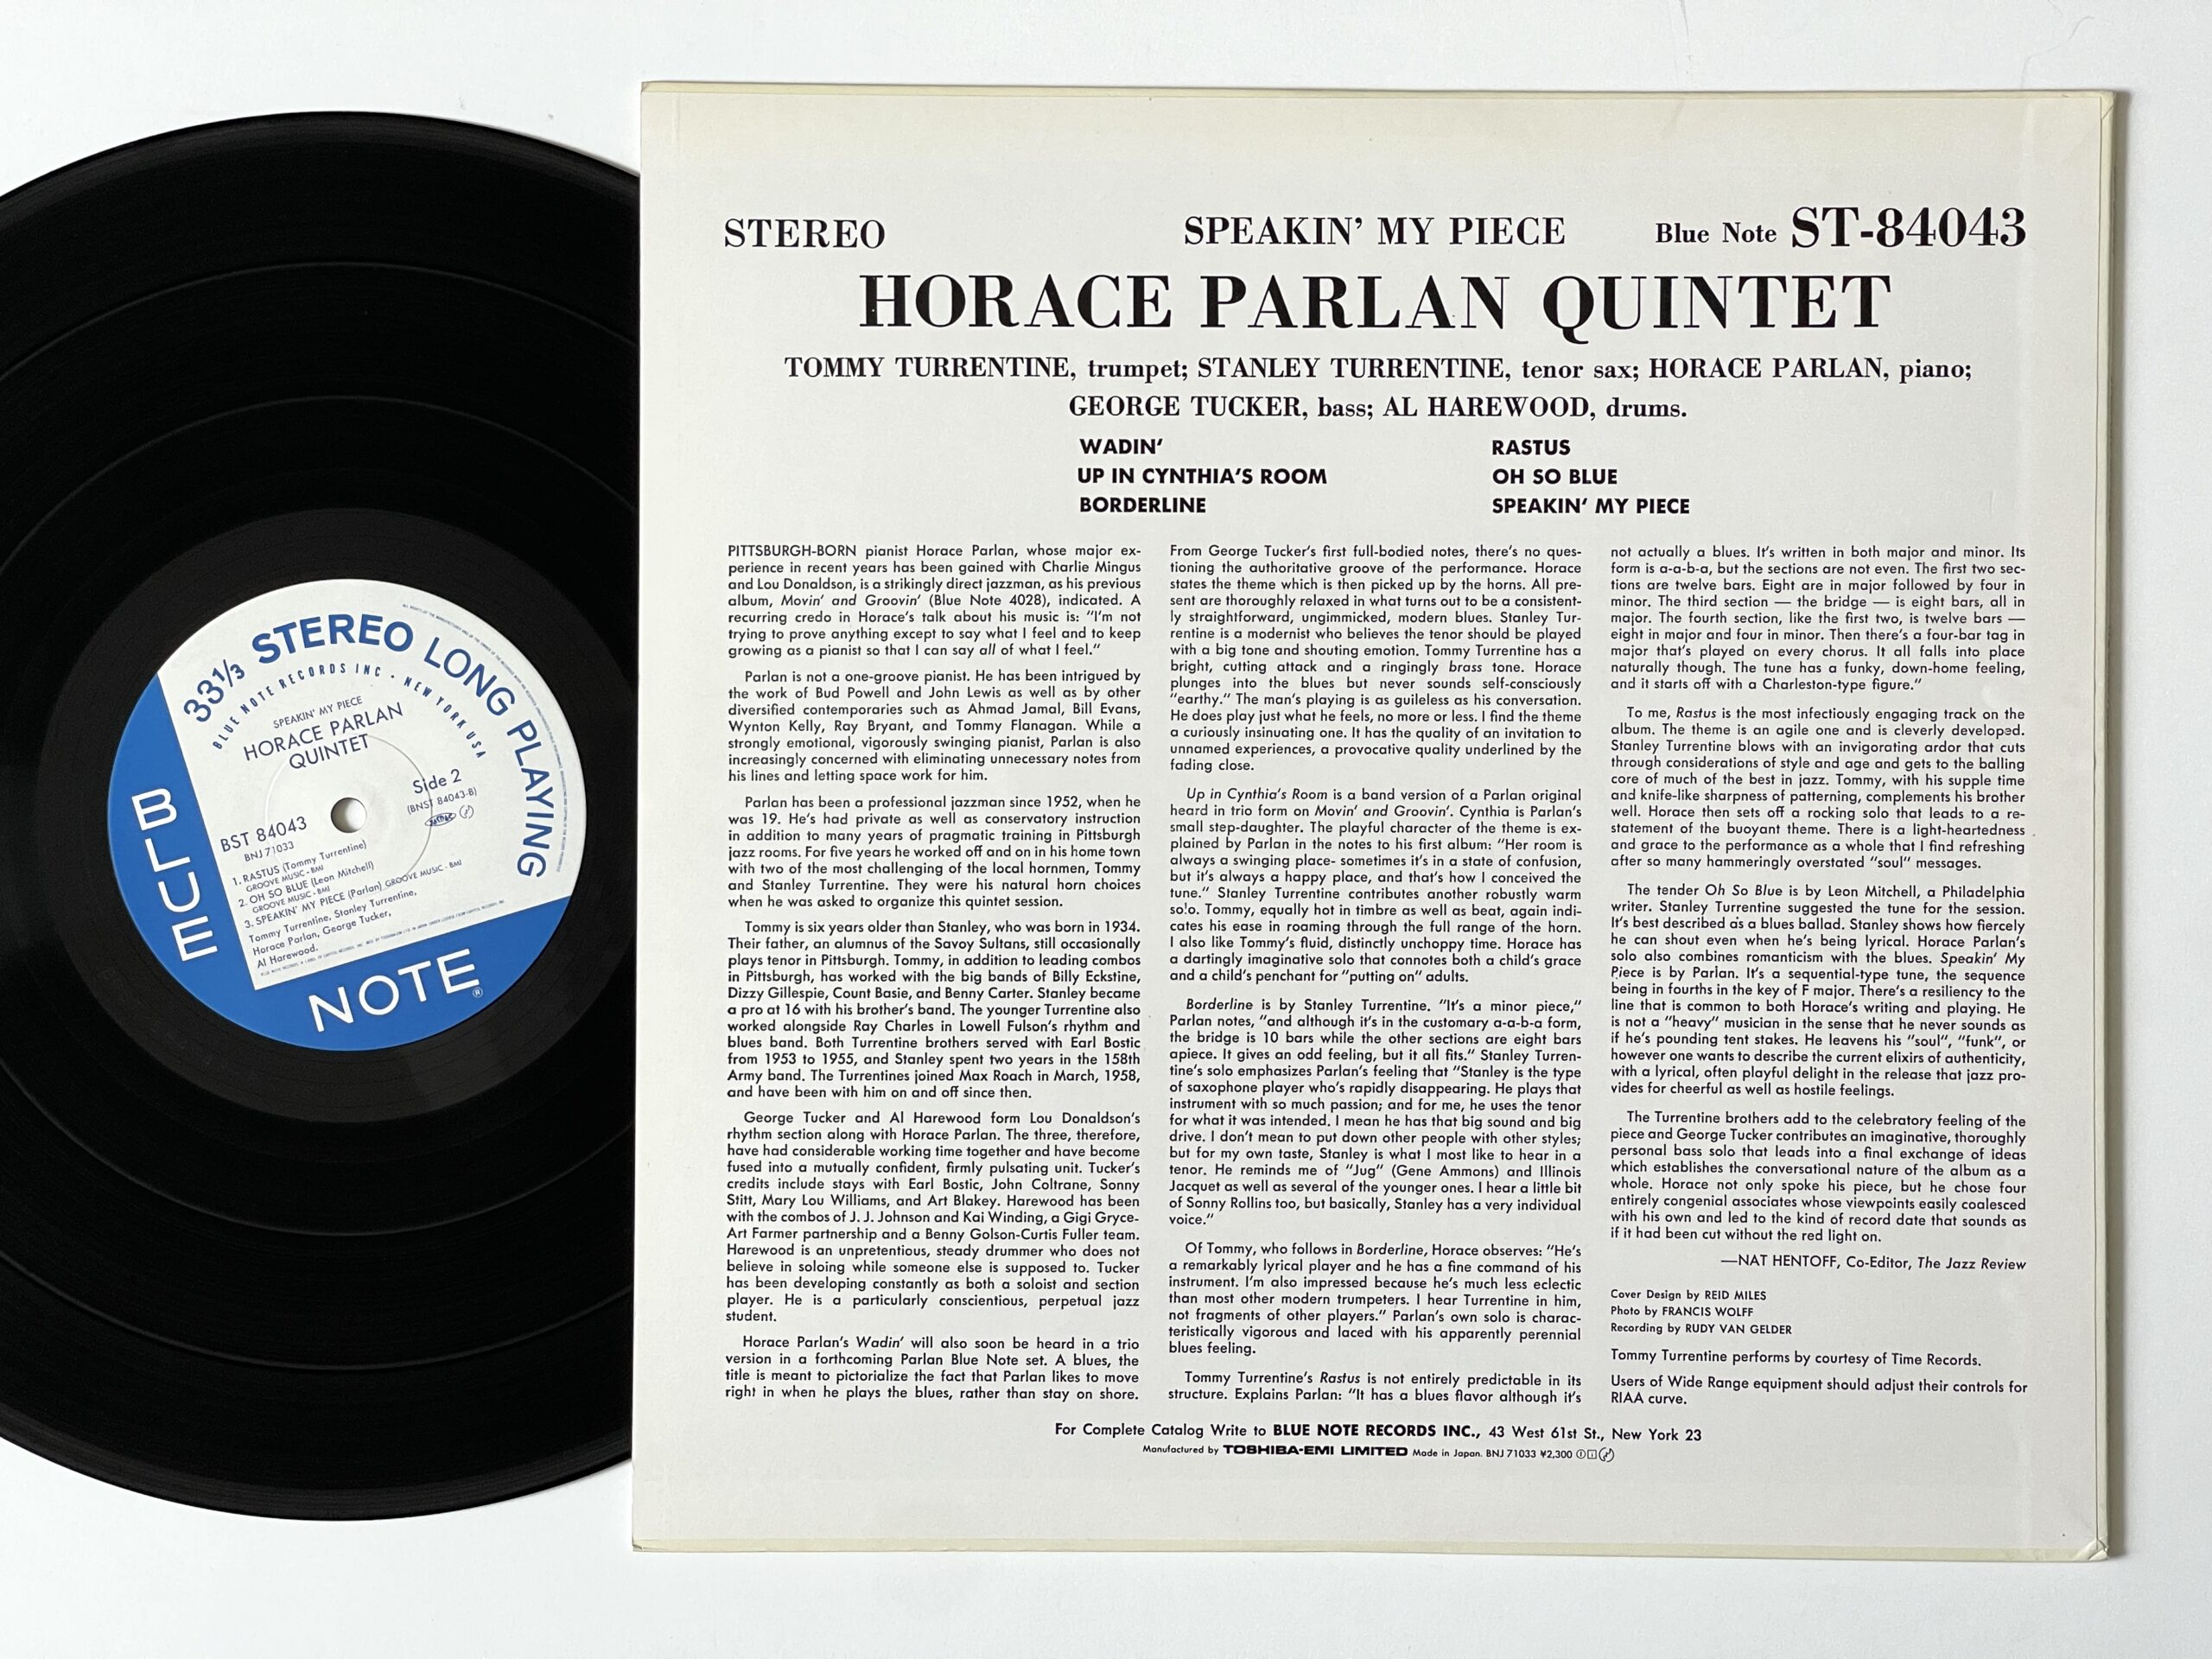 33⅓ STEREO LONG PLAYING
BLUE NOTE RECORDS INC · NEW YORK USA
SPEAKIN' MY PIECE
HORACE PARLAN
QUINTET
Side 2
(BNST 84043-B)
BST 84043
BNJ 71033
1. RASTUS (Tommy Turrentine)
GROOVE MUSIC - BMI
2. OH SO BLUE (Leon Mitchell)
GROOVE MUSIC - BMI
3. SPEAKIN' MY PIECE (Parlan) GROOVE MUSIC - BMI
Tommy Turrentine, Stanley Turrentine,
Horace Parlan, George Tucker,
Al Harewood.
BLUE
NOTE®
STEREO SPEAKIN' MY PIECE Blue Note ST-84043
HORACE PARLAN QUINTET
TOMMY TURRENTINE, trumpet; STANLEY TURRENTINE, tenor sax; HORACE PARLAN, piano;
GEORGE TUCKER, bass; AL HAREWOOD, drums.
WADIN'
UP IN CYNTHIA'S ROOM
BORDERLINE
RASTUS
OH SO BLUE
SPEAKIN' MY PIECE
PITTSBURGH-BORN pianist Horace Parlan, whose major ex-
perience in recent years has been gained with Charlie Mingus
and Lou Donaldson, is a strikingly direct jazzman, as his previous
album, Movin' and Groovin' (Blue Note 4028), indicated. A
recurring credo in Horace's talk about his music is: "I'm not
trying to prove anything except to say what I feel and to keep
growing as a pianist so that I can say all of what I feel."
Parlan is not a one-groove pianist. He has been intrigued by
the work of Bud Powell and John Lewis as well as by other
diversified contemporaries such as Ahmad Jamal, Bill Evans,
Wynton Kelly, Ray Bryant, and Tommy Flanagan. While a
strongly emotional, vigorously swinging pianist, Parlan is also
increasingly concerned with eliminating unnecessary notes from
his lines and letting space work for him.
Parlan has been a professional jazzman since 1952, when he
was 19. He's had private as well as conservatory instruction
in addition to many years of pragmatic training in Pittsburgh
jazz rooms. For five years he worked off and on in his home town
with two of the most challenging of the local hornmen, Tommy
and Stanley Turrentine. They were his natural horn choices
when he was asked to organize this quintet session.
Tommy is six years older than Stanley, who was born in 1934.
Their father, an alumnus of the Savoy Sultans, still occasionally
plays tenor in Pittsburgh. Tommy, in addition to leading combos
in Pittsburgh, has worked with the big bands of Billy Eckstine,
Dizzy Gillespie, Count Basie, and Benny Carter. Stanley became
a pro at 16 with his brother's band. The younger Turrentine also
worked alongside Ray Charles in Lowell Fulson's rhythm and
blues band. Both Turrentine brothers served with Earl Bostic
from 1953 to 1955, and Stanley spent two years in the 158th
Army band. The Turrentines joined Max Roach in March, 1958,
and have been with him on and off since then.
George Tucker and Al Harewood form Lou Donaldson's
rhythm section along with Horace Parlan. The three, therefore,
have had considerable working time together and have become
fused into a mutually confident, firmly pulsating unit. Tucker's
credits include stays with Earl Bostic, John Coltrane, Sonny
Stitt, Mary Lou Williams, and Art Blakey. Harewood has been
with the combos of J. J. Johnson and Kai Winding, a Gigi Gryce-
Art Farmer partnership and a Benny Golson-Curtis Fuller team.
Harewood is an unpretentious, steady drummer who does not
believe in soloing while someone else is supposed to. Tucker
has been developing constantly as both a soloist and section
player. He is a particularly conscientious, perpetual jazz
student.
Horace Parlan's Wadin' will also soon be heard in a trio
version in a forthcoming Parlan Blue Note set. A blues, the
title is meant to pictorialize the fact that Parlan likes to move
right in when he plays the blues, rather than stay on shore.
From George Tucker's first full-bodied notes, there's no ques-
tioning the authoritative groove of the performance. Horace
states the theme which is then picked up by the horns. All pre-
sent are thoroughly relaxed in what turns out to be a consistent-
ly straightforward, ungimmicked, modern blues. Stanley Tur-
rentine is a modernist who believes the tenor should be played
with a big tone and shouting emotion. Tommy Turrentine has a
bright, cutting attack and a ringingly brass tone. Horace
plunges into the blues but never sounds self-consciously
"earthy." The man's playing is as guileless as his conversation.
He does play just what he feels, no more or less. I find the theme
a curiously insinuating one. It has the quality of an invitation to
unnamed experiences, a provocative quality underlined by the
fading close.
Up in Cynthia's Room is a band version of a Parlan original
heard in trio form on Movin' and Groovin'. Cynthia is Parlan's
small step-daughter. The playful character of the theme is ex-
plained by Parlan in the notes to his first album: "Her room is
always a swinging place- sometimes it's in a state of confusion,
but it's always a happy place, and that's how I conceived the
tune." Stanley Turrentine contributes another robustly warm
solo. Tommy, equally hot in timbre as well as beat, again indi-
cates his ease in roaming through the full range of the horn.
I also like Tommy's fluid, distinctly unchoppy time. Horace has
a dartingly imaginative solo that connotes both a child's grace
and a child's penchant for "putting on" adults.
Borderline is by Stanley Turrentine. "It's a minor piece,"
Parlan notes, "and although it's in the customary a-a-b-a form,
the bridge is 10 bars while the other sections are eight bars
apiece. It gives an odd feeling, but it all fits." Stanley Turren-
tine's solo emphasizes Parlan's feeling that "Stanley is the type
of saxophone player who's rapidly disappearing. He plays that
instrument with so much passion; and for me, he uses the tenor
for what it was intended. I mean he has that big sound and big
drive. I don't mean to put down other people with other styles;
but for my own taste, Stanley is what I most like to hear in a
tenor. He reminds me of "Jug" (Gene Ammons) and Illinois
Jacquet as well as several of the younger ones. I hear a little bit
of Sonny Rollins too, but basically, Stanley has a very individual
voice."
Of Tommy, who follows in Borderline, Horace observes: "He's
a remarkably lyrical player and he has a fine command of his
instrument. I'm also impressed because he's much less eclectic
than most other modern trumpeters. I hear Turrentine in him,
not fragments of other players." Parlan's own solo is charac-
teristically vigorous and laced with his apparently perennial
blues feeling.
Tommy Turrentine's Rastus is not entirely predictable in its
structure. Explains Parlan: "It has a blues flavor although it's
not actually a blues. It's written in both major and minor. Its
form is a-a-b-a, but the sections are not even. The first two sec-
tions are twelve bars. Eight are in major followed by four in
minor. The third section — the bridge — is eight bars, all in
major. The fourth section, like the first two, is twelve bars —
eight in major and four in minor. Then there's a four-bar tag in
major that's played on every chorus. It all falls into place
naturally though. The tune has a funky, down-home feeling,
and it starts off with a Charleston-type figure."
To me, Rastus is the most infectiously engaging track on the
album. The theme is an agile one and is cleverly developed.
Stanley Turrentine blows with an invigorating ardor that cuts
through considerations of style and age and gets to the balling
core of much of the best in jazz. Tommy, with his supple time
and knife-like sharpness of patterning, complements his brother
well. Horace then sets off a rocking solo that leads to a re-
statement of the buoyant theme. There is a light-heartedness
and grace to the performance as a whole that I find refreshing
after so many hammeringly overstated "soul" messages.
The tender Oh So Blue is by Leon Mitchell, a Philadelphia
writer. Stanley Turrentine suggested the tune for the session.
It's best described as a blues ballad. Stanley shows how fiercely
he can shout even when he's being lyrical. Horace Parlan's
solo also combines romanticism with the blues. Speakin' My
Piece is by Parlan. It's a sequential-type tune, the sequence
being in fourths in the key of F major. There's a resiliency to the
line that is common to both Horace's writing and playing. He
is not a "heavy" musician in the sense that he never sounds as
if he's pounding tent stakes. He leavens his "soul", "funk", or
however one wants to describe the current elixirs of authenticity,
with a lyrical, often playful delight in the release that jazz pro-
vides for cheerful as well as hostile feelings.
The Turrentine brothers add to the celebratory feeling of the
piece and George Tucker contributes an imaginative, thoroughly
personal bass solo that leads into a final exchange of ideas
which establishes the conversational nature of the album as a
whole. Horace not only spoke his piece, but he chose four
entirely congenial associates whose viewpoints easily coalesced
with his own and led to the kind of record date that sounds as
if it had been cut without the red light on.
—NAT HENTOFF, Co-Editor, The Jazz Review
Cover Design by REID MILES
Photo by FRANCIS WOLFF
Recording by RUDY VAN GELDER
Tommy Turrentine performs by courtesy of Time Records.
Users of Wide Range equipment should adjust their controls for
RIAA curve.
For Complete Catalog Write to BLUE NOTE RECORDS INC., 43 West 61st St., New York 23
Manufactured by TOSHIBA-EMI LIMITED Made in Japan. BNJ 71033 ¥2,300